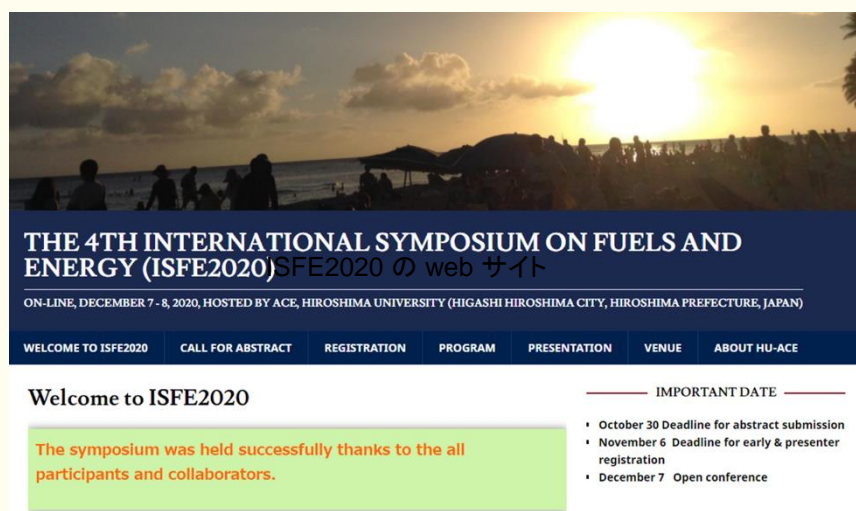 THE 4TH INTERNATIONAL SYMPOSIUM ON FUELS AND
ENERGY (ISFE2020)
ISFE2020 の web サイト
ON-LINE, DECEMBER 7 - 8, 2020, HOSTED BY ACE, HIROSHIMA UNIVERSITY (HIGASHI HIROSHIMA CITY, HIROSHIMA PREFECTURE, JAPAN)
WELCOME TO ISFE2020 CALL FOR ABSTRACT REGISTRATION PROGRAM PRESENTATION VENUE ABOUT HU-ACE
Welcome to ISFE2020
The symposium was held successfully thanks to the all
participants and collaborators.
IMPORTANT DATE
October 30 Deadline for abstract submission
November 6 Deadline for early & presenter
registration
December 7 Open conference